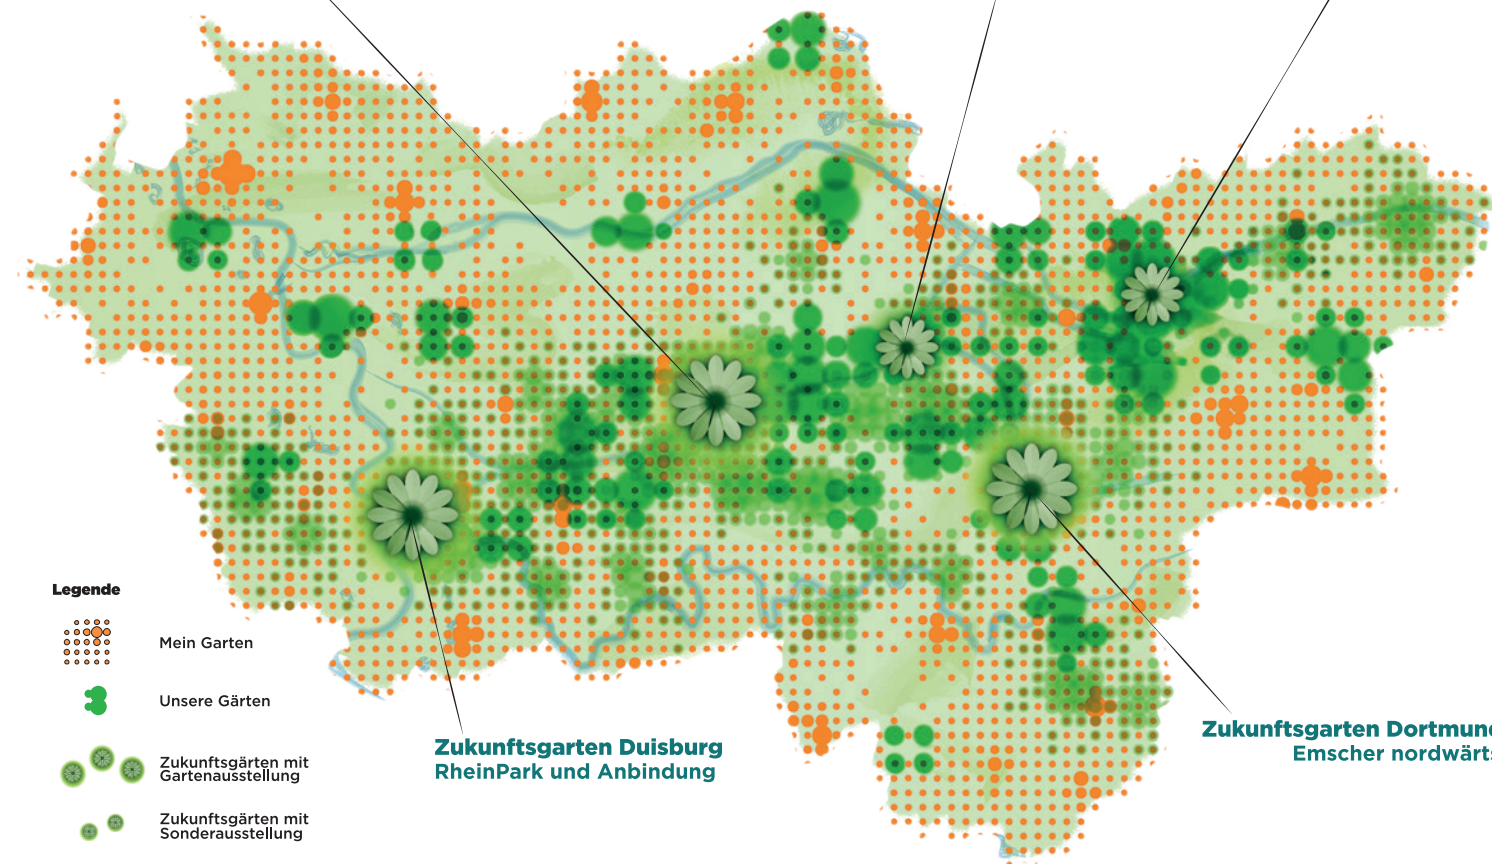 Legende
Mein Garten
Unsere Gärten
Zukunftsgärten mit
Gartenausstellung
Zukunftsgärten mit
Sonderausstellung
Zukunftsgarten Duisburg
RheinPark und Anbindung
Zukunftsgarten Dortmund
Emscher nordwärts